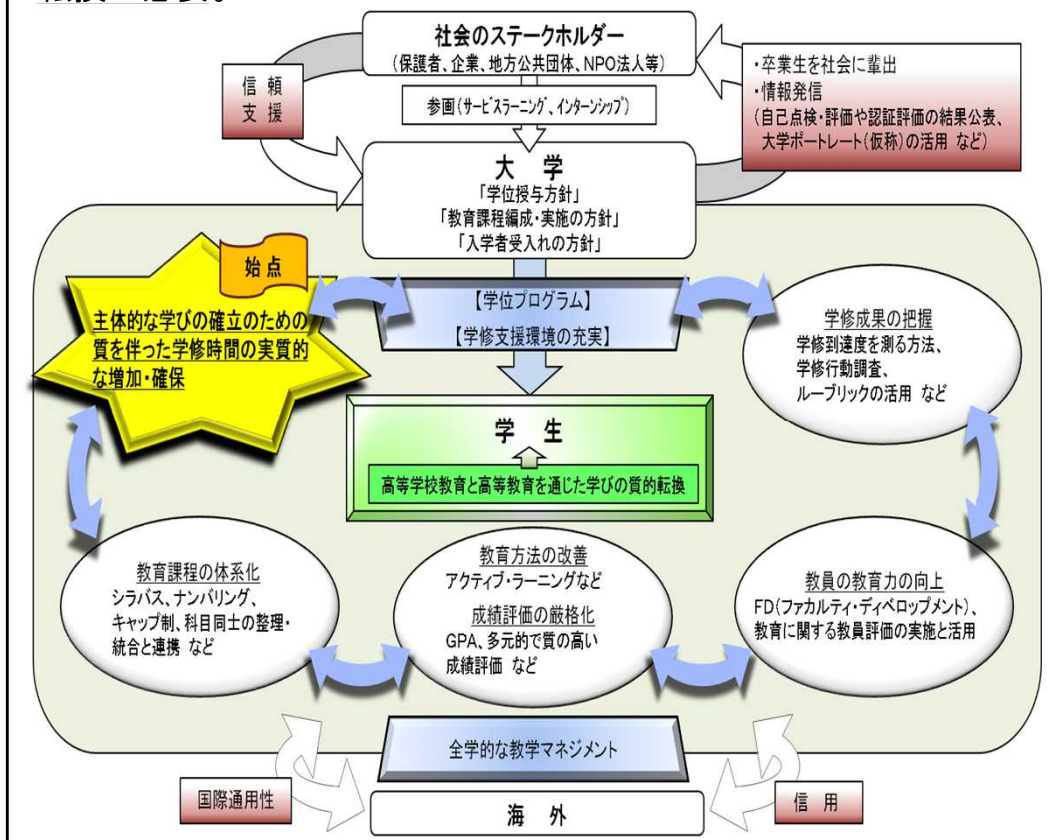 社会のステークホルダー
(保護者、企業、地方公共団体、NPO法人等)
信 頼
支 援
参画(サービスラーニング、インターンシップ)
・卒業生を社会に輩出
・情報発信
(自己点検・評価や認証評価の結果公表、
大学ポートレート(仮称)の活用 など)
大 学
「学位授与方針」
「教育課程編成・実施の方針」
「入学者受入れの方針」
始 点
主体的な学びの確立のための
質を伴った学修時間の実質的
な増加・確保
【学位プログラム】
【学修支援環境の充実】
学修成果の把握
学修到達度を測る方法、
学修行動調査、
ルーブリックの活用 など
学 生
高等学校教育と高等教育を通じた学びの質的転換
教育課程の体系化
シラバス、ナンバリング、
キャップ制、科目同士の整理・
統合と連携 など
教育方法の改善
アクティブ・ラーニングなど
成績評価の厳格化
GPA、多元的で質の高い
成績評価 など
教員の教育力の向上
FD(ファカルティ・ディベロップメント)、
教育に関する教員評価の実施と活用
全学的な教学マネジメント
国際通用性
海 外
信 用